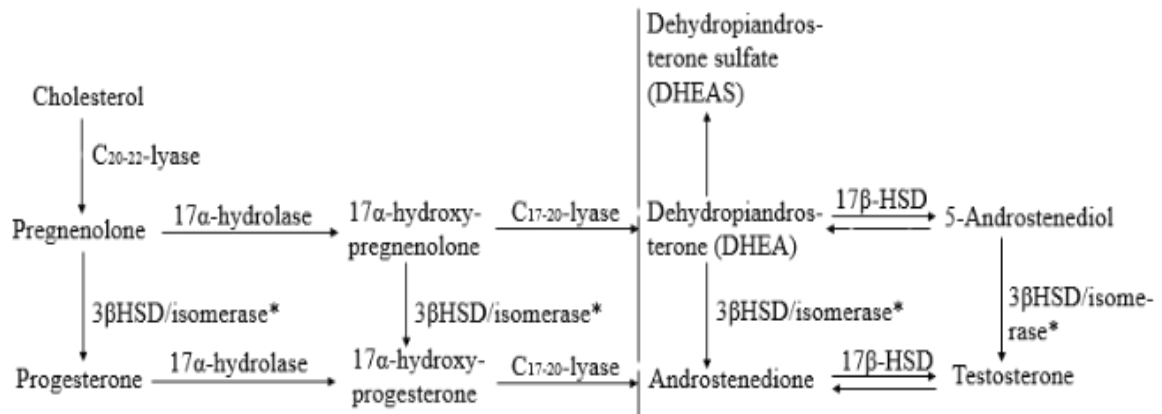 Dehydropiandros-
terone sulfate
(DHEAS)
Cholesterol
C₂₀₋₂₂-lyase
Pregnenolone
17α-hydrolase
17α-hydroxy-
pregnenolone
C₁₇₋₂₀-lyase
Dehydropiandros-
terone (DHEA)
17β-HSD
5-Androstenediol
3βHSD/isomerase*
3βHSD/isomerase*
3βHSD/isomerase*
3βHSD/isome-
rase*
Progesterone
17α-hydrolase
17α-hydroxy-
progesterone
C₁₇₋₂₀-lyase
Androstenedione
17β-HSD
Testosterone